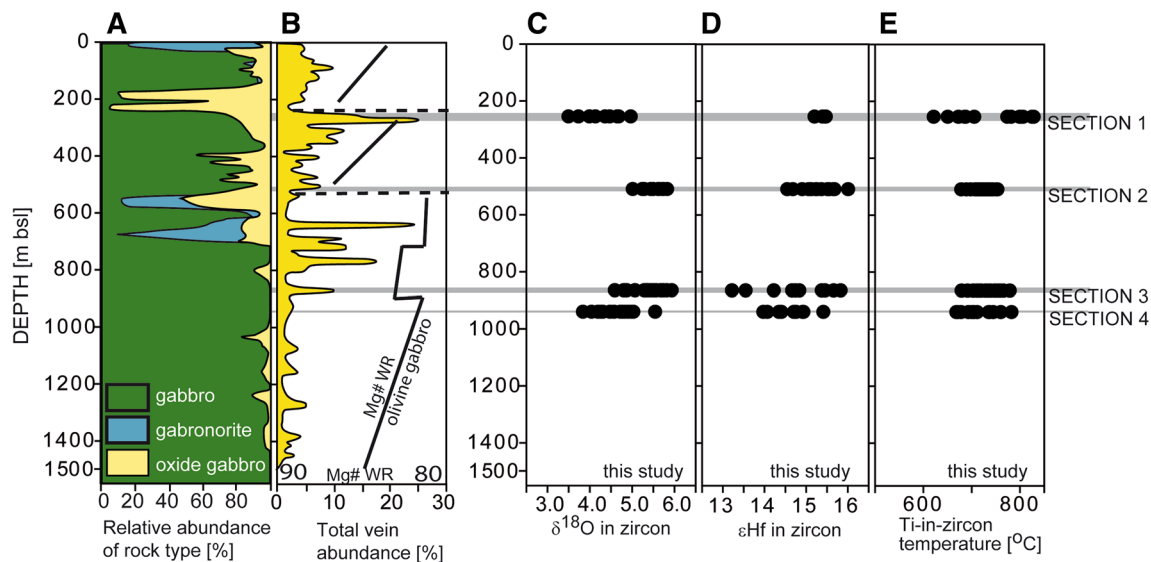 A
B
C
D
E
DEPTH [m bsl]
0
200
400
600
800
1000
1200
1400
1500
gabbro
gabronorite
oxide gabbro
20 40 60 80
Relative abundance
of rock type [%]
Mg# WR
olivine gabbro
90 Mg# WR 80
0 10 20 30
Total vein
abundance [%]
0
200
400
600
800
1000
1200
1400
1500
this study
3.0 4.0 5.0 6.0
δ18O in zircon
this study
13 14 15 16
εHf in zircon
this study
600 800
Ti-in-zircon
temperature [OC]
SECTION 1
SECTION 2
SECTION 3
SECTION 4